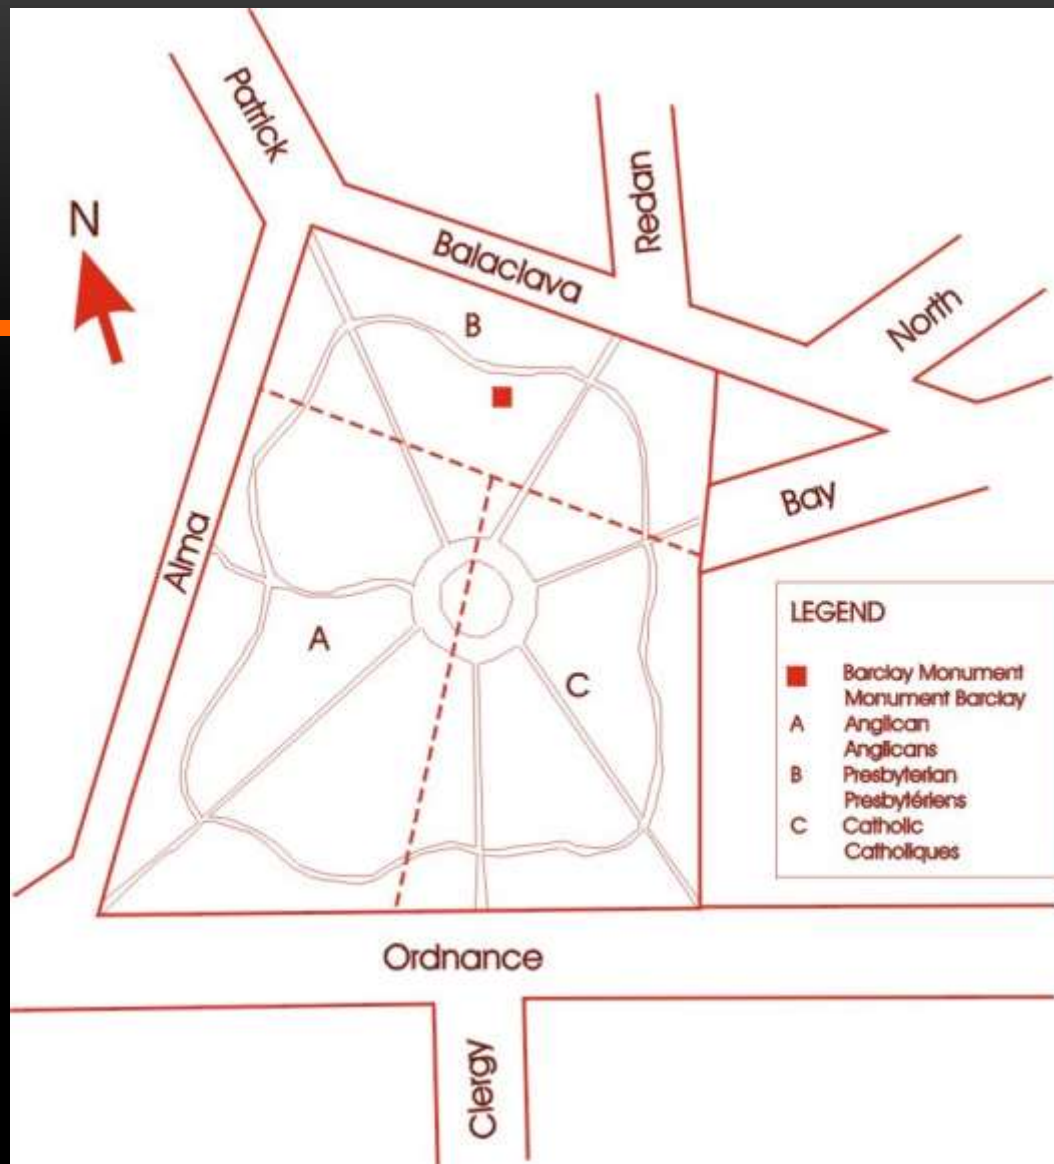 Patrick
Redan
N
Balaclava
B
North
Bay
Alma
A
C
LEGEND
Barclay Monument
Monument Barclay
A Anglican
Anglicans
B Presbyterian
Presbytériens
C Catholic
Catholiques
Ordnance
Clergy